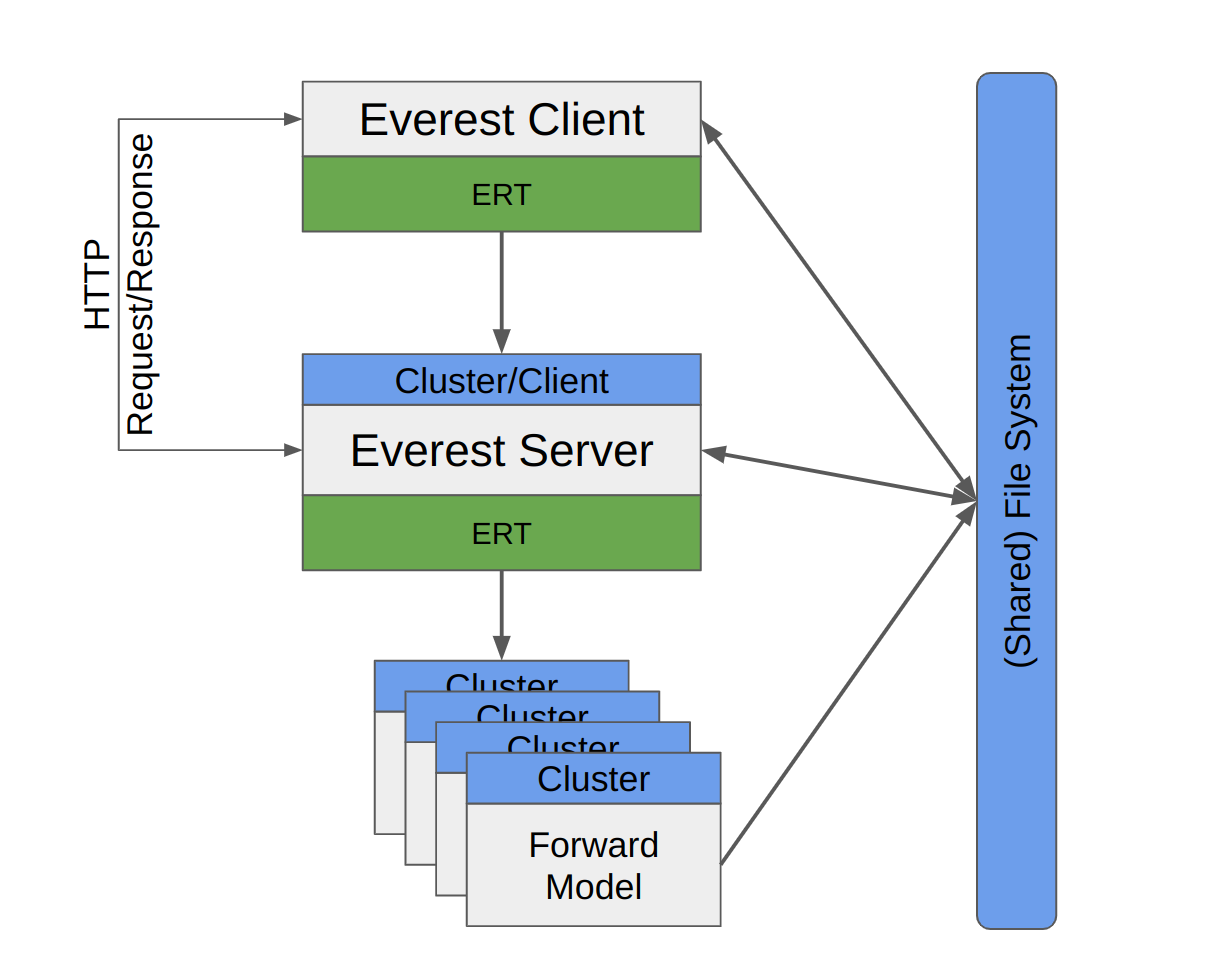 Everest Client
ERT
HTTP
Request/Response
Cluster/Client
Everest Server
ERT
(Shared) File System
Cluster
Cluster
Cluster
Cluster
Forward
Model